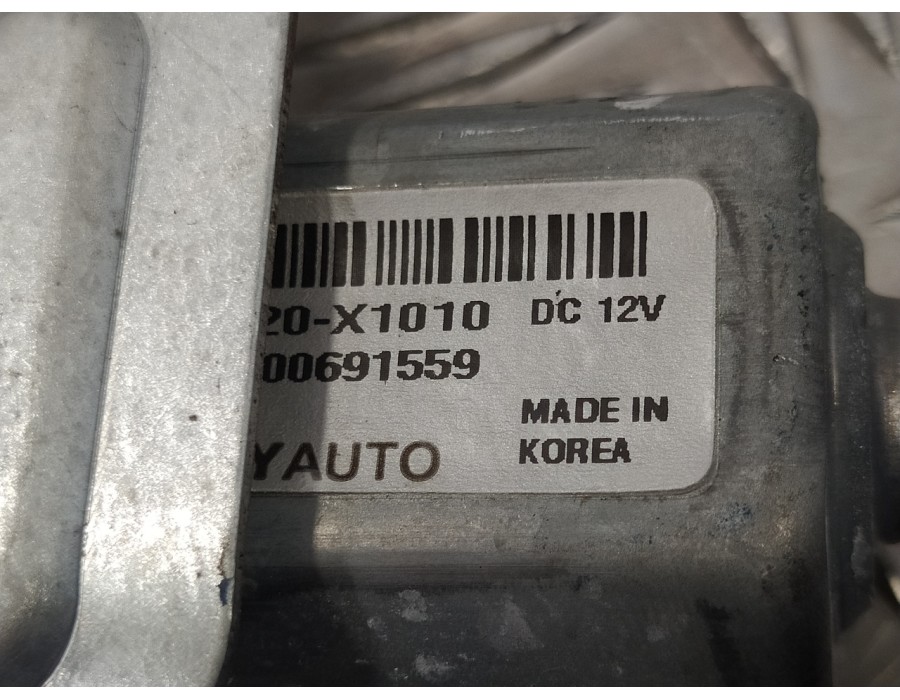 20-X1010 DC 12V
00691559
MADE IN
KOREA
YAUTO